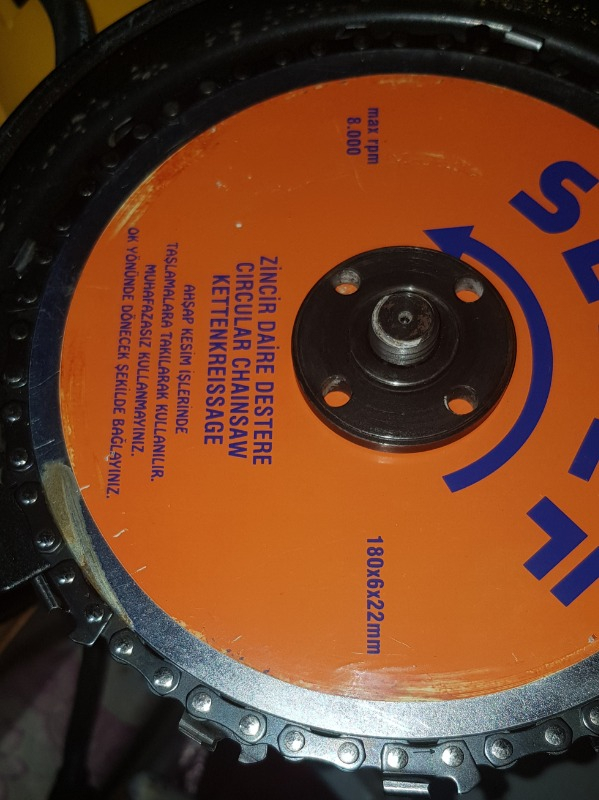 max rpm
8.000
ZİNCİR DAİRE DESTERE
CIRCULAR CHAINSAW
KETTENKREISSAGE
AHŞAP KESİM İŞLERİNDE
TAŞLAMALARA TAKILARAK KULLANILIR.
MUHAFAZASIZ KULLANMAYINIZ.
OK YÖNÜNDE DÖNECEK ŞEKİLDE BAĞLAYINIZ.
180x6x22mm